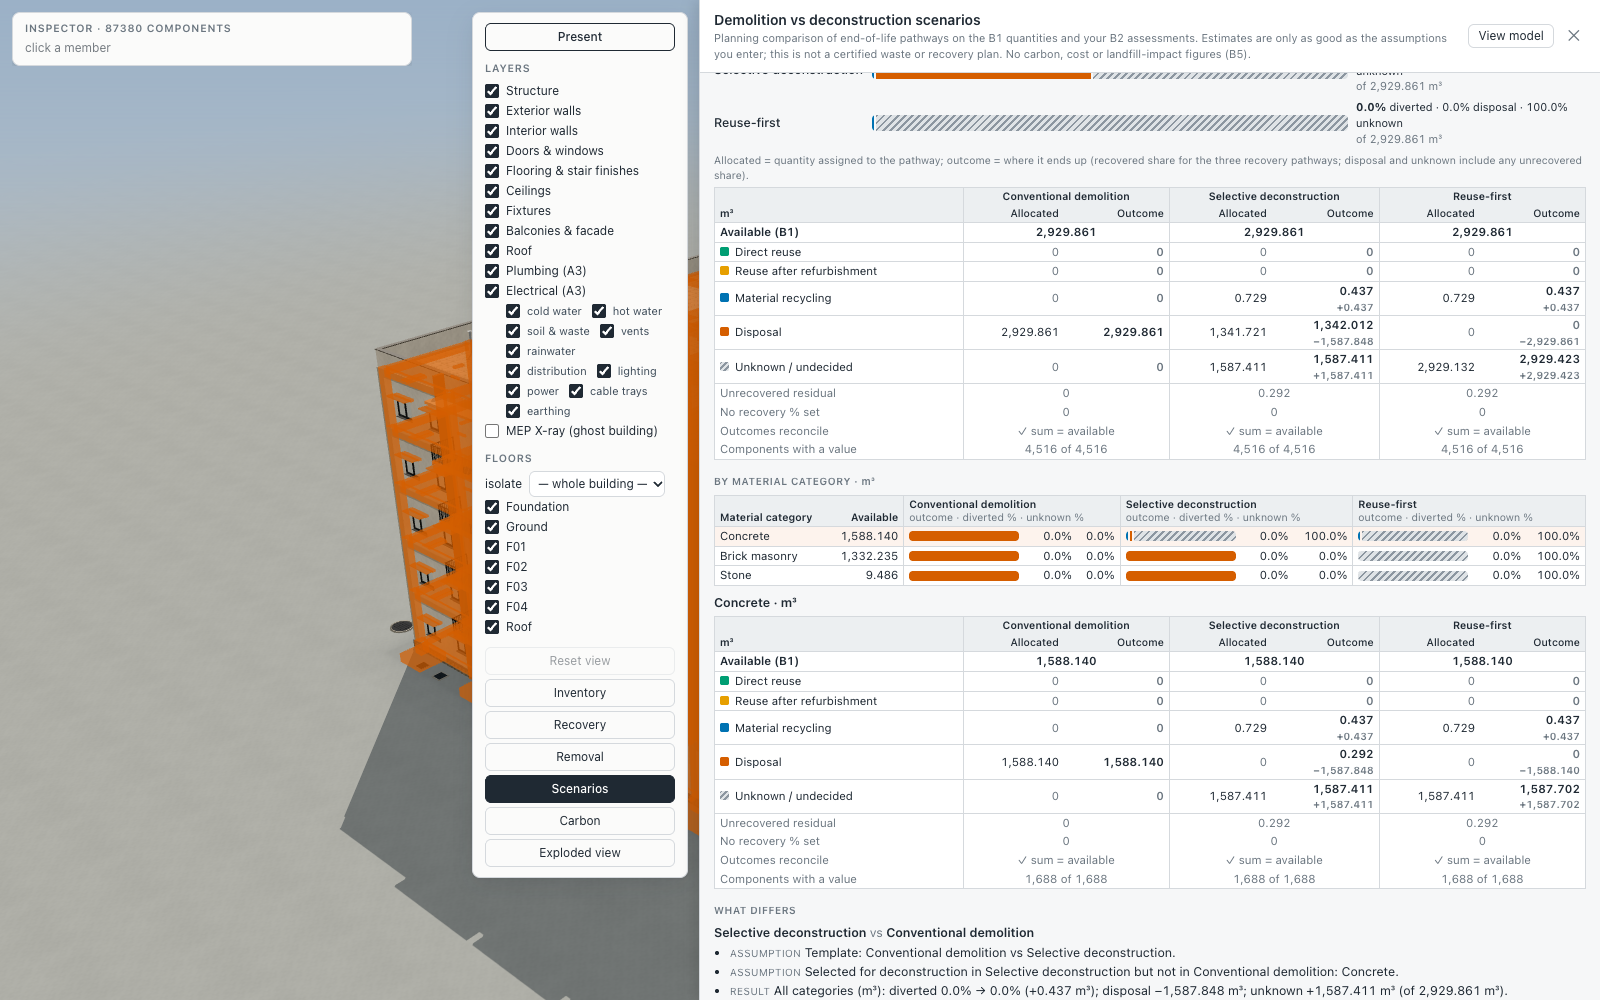 INSPECTOR · 87380 COMPONENTS
click a member
Present
LAYERS
Structure
Exterior walls
Interior walls
Doors & windows
Flooring & stair finishes
Ceilings
Fixtures
Balconies & facade
Roof
Plumbing (A3)
Electrical (A3)
cold water hot water
soil & waste vents
rainwater
distribution lighting
power cable trays
earthing
MEP X-ray (ghost building)
FLOORS
isolate — whole building —
Foundation
Ground
F01
F02
F03
F04
Roof
Reset view
Inventory
Recovery
Removal
Scenarios
Carbon
Exploded view
Demolition vs deconstruction scenarios
Planning comparison of end-of-life pathways on the B1 quantities and your B2 assessments. Estimates are only as good as the assumptions
you enter; this is not a certified waste or recovery plan. No carbon, cost or landfill-impact figures (B5).
View model
of 2,929.861 m³
Reuse-first 0.0% diverted · 0.0% disposal · 100.0%
unknown
of 2,929.861 m³
Allocated = quantity assigned to the pathway; outcome = where it ends up (recovered share for the three recovery pathways; disposal and unknown include any unrecovered
share).
Conventional demolition Selective deconstruction Reuse-first
m³ Allocated Outcome Allocated Outcome Allocated Outcome
Available (B1) 2,929.861 2,929.861 2,929.861
Direct reuse 0 0 0 0 0 0
Reuse after refurbishment 0 0 0 0 0 0
Material recycling 0 0 0.729 0.437 0.729 0.437
+0.437 +0.437
Disposal 2,929.861 2,929.861 1,341.721 1,342.012 0 0
−1,587.848 −2,929.861
Unknown / undecided 0 0 1,587.411 1,587.411 2,929.132 2,929.423
+1,587.411 +2,929.423
Unrecovered residual 0 0.292 0.292
No recovery % set 0 0 0
Outcomes reconcile ✓ sum = available ✓ sum = available ✓ sum = available
Components with a value 4,516 of 4,516 4,516 of 4,516 4,516 of 4,516
BY MATERIAL CATEGORY · m³
Conventional demolition Selective deconstruction Reuse-first
Material category Available outcome · diverted % · unknown % outcome · diverted % · unknown % outcome · diverted % · unknown %
Concrete 1,588.140 0.0% 0.0% 0.0% 100.0% 0.0% 100.0%
Brick masonry 1,332.235 0.0% 0.0% 0.0% 0.0% 0.0% 100.0%
Stone 9.486 0.0% 0.0% 0.0% 0.0% 0.0% 100.0%
Concrete · m³
Conventional demolition Selective deconstruction Reuse-first
m³ Allocated Outcome Allocated Outcome Allocated Outcome
Available (B1) 1,588.140 1,588.140 1,588.140
Direct reuse 0 0 0 0 0 0
Reuse after refurbishment 0 0 0 0 0 0
Material recycling 0 0 0.729 0.437 0.729 0.437
+0.437 +0.437
Disposal 1,588.140 1,588.140 0 0.292 0 0
−1,587.848 −1,588.140
Unknown / undecided 0 0 1,587.411 1,587.411 1,587.411 1,587.702
+1,587.411 +1,587.702
Unrecovered residual 0 0.292 0.292
No recovery % set 0 0 0
Outcomes reconcile ✓ sum = available ✓ sum = available ✓ sum = available
Components with a value 1,688 of 1,688 1,688 of 1,688 1,688 of 1,688
WHAT DIFFERS
Selective deconstruction vs Conventional demolition
• ASSUMPTION Template: Conventional demolition vs Selective deconstruction.
• ASSUMPTION Selected for deconstruction in Selective deconstruction but not in Conventional demolition: Concrete.
• RESULT All categories (m³): diverted 0.0% → 0.0% (+0.437 m³); disposal −1,587.848 m³; unknown +1,587.411 m³ (of 2,929.861 m³).